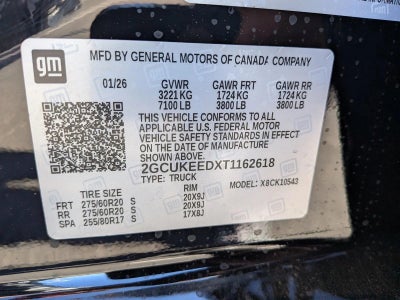 gm
MFD BY GENERAL MOTORS OF CANADA COMPANY
01/26 GVWR GAWR FRT GAWR RR
3221 KG 1724 KG 1724 KG
7100 LB 3800 LB 3800 LB
THIS VEHICLE CONFORMS TO ALL
APPLICABLE U.S. FEDERAL MOTOR
VEHICLE SAFETY STANDARDS IN EFFECT
ON THE DATE OF MANUFACTURE
SHOWN ABOVE.
2GCUKEEDXT1162618
TYPE: TRUCK MODEL: X8CK10543
TIRE SIZE RIM
FRT 275/60R20 S 20X9J
RR 275/60R20 S 20X9J
SPA 255/80R17 S 17X8J